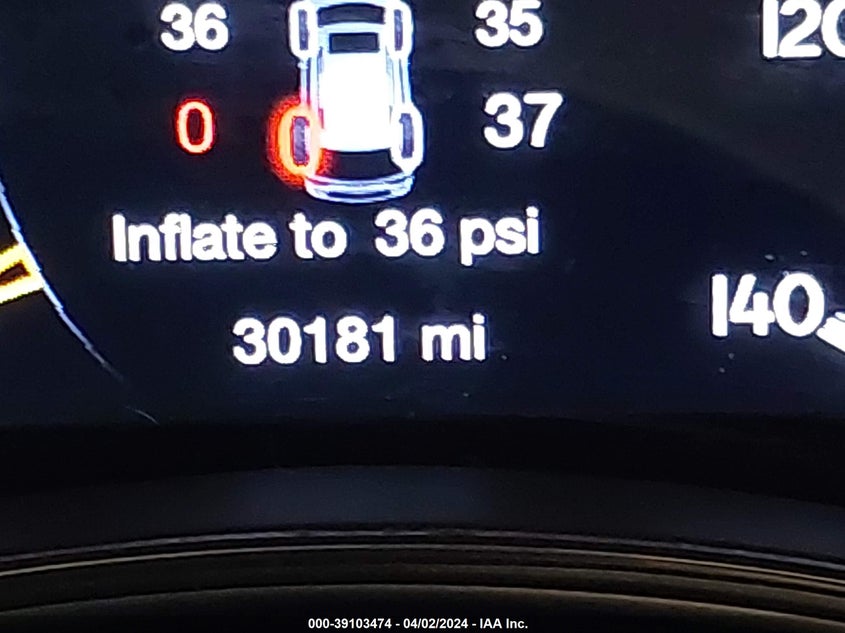 36 35 120
0 37
Inflate to 36 psi
140
30181 mi
000-39103474 - 04/02/2024 - IAA Inc.